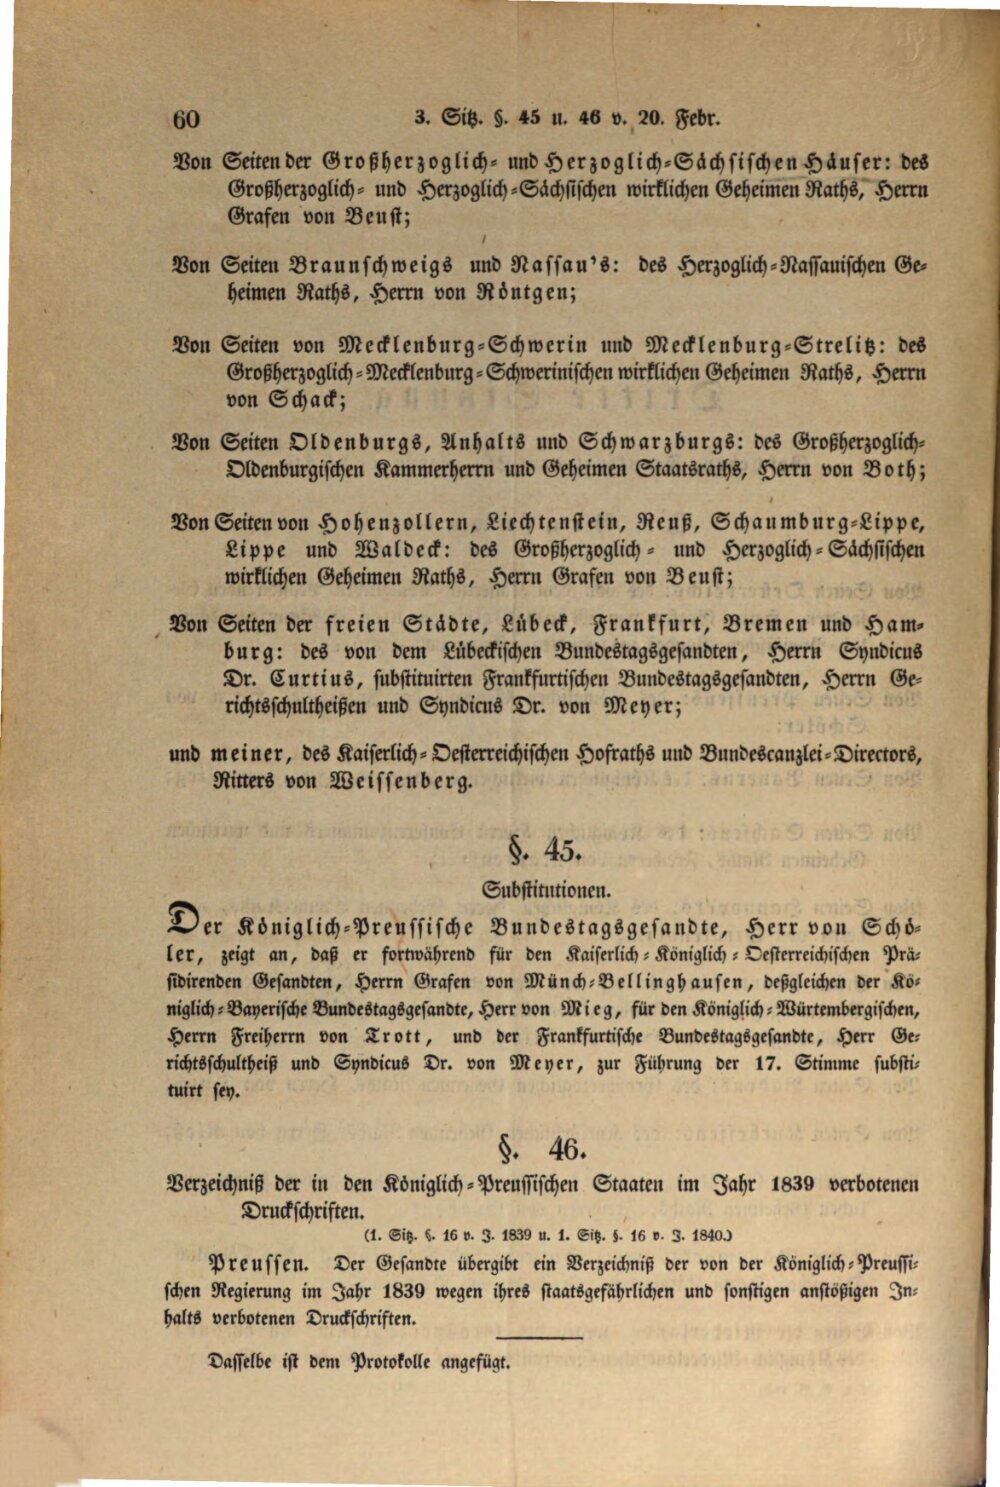 60
3. Sitz. §. 45 u. 46 v. 20. Febr.
Von Seiten der Großherzoglich- und Herzoglich-Sächsischen Häuser: des
Großherzoglich- und Herzoglich-Sächsischen wirklichen Geheimen Raths, Herrn
Grafen von Beust;
Von Seiten Braunschweigs und Nassau's: des Herzoglich-Nassauischen Ge-
heimen Raths, Herrn von Röntgen;
Von Seiten von Mecklenburg-Schwerin und Mecklenburg-Strelitz: des
Großherzoglich-Mecklenburg-Schwerinischen wirklichen Geheimen Raths, Herrn
von Schack;
Von Seiten Oldenburgs, Anhalts und Schwarzburgs: des Großherzoglich-
Oldenburgischen Kammerherrn und Geheimen Staatsraths, Herrn von Both;
Von Seiten von Hohenzollern, Liechtenstein, Reuß, Schaumburg-Lippe,
Lippe und Waldeck: des Großherzoglich- und Herzoglich-Sächsischen
wirklichen Geheimen Raths, Herrn Grafen von Beust;
Von Seiten der freien Städte, Lübeck, Frankfurt, Bremen und Ham-
burg: des von dem Lübeckischen Bundestagsgesandten, Herrn Syndicus
Dr. Curtius, substituirten Frankfurtischen Bundestagsgesandten, Herrn Ge-
richtsschultheißen und Syndicus Dr. von Meyer;
und meiner, des Kaiserlich-Oesterreichischen Hofraths und Bundescanzlei-Directors,
Ritters von Weissenberg.
§. 45.
Substitutionen.
Der Königlich-Preussische Bundestagsgesandte, Herr von Schö-
ler, zeigt an, daß er fortwährend für den Kaiserlich-Königlich-Oesterreichischen Prä-
sidirenden Gesandten, Herrn Grafen von Münch-Bellinghausen, deßgleichen der Kö-
niglich-Bayerische Bundestagsgesandte, Herr von Mieg, für den Königlich-Würtembergischen,
Herrn Freiherrn von Trott, und der Frankfurtische Bundestagsgesandte, Herr Ge-
richtsschultheiß und Syndicus Dr. von Meyer, zur Führung der 17. Stimme substi-
tuirt sey.
§. 46.
Verzeichniß der in den Königlich-Preussischen Staaten im Jahr 1839 verbotenen
Druckschriften.
(1. Sitz. §. 16 v. J. 1839 u. 1. Sitz. §. 16 v. J. 1840.)
Preussen. Der Gesandte übergibt ein Verzeichniß der von der Königlich-Preussi-
schen Regierung im Jahr 1839 wegen ihres staatsgefährlichen und sonstigen anstößigen In-
halts verbotenen Druckschriften.
Dasselbe ist dem Protokolle angefügt.